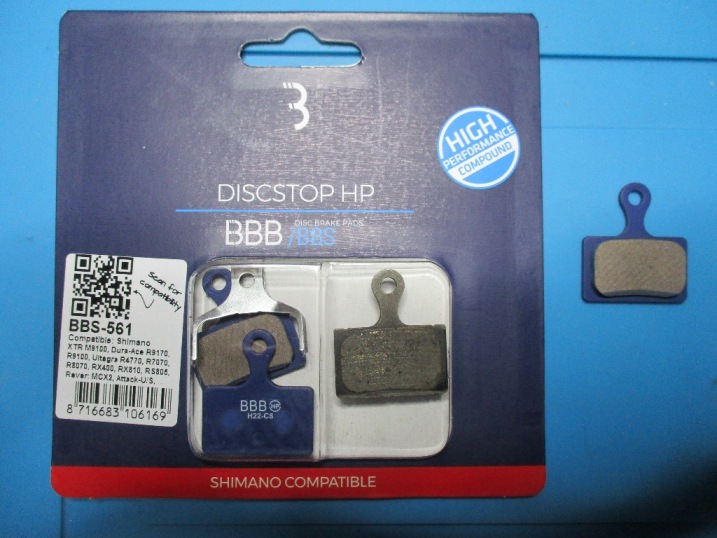 HIGH
PERFORMANCE
COMPOUND
DISCSTOP HP
DISC BRAKE PADS
BBB /BBS
Scan for
compatibility
BBS-561
Compatible: Shimano
XTR M9100, Dura-Ace R9170,
R9100, Ultegra R4770, R7070,
R8070, RX400, RX810, RS805,
Rever: MCX2, Attack-U/S,
8 716683 106169
BBB HP
H22-C8
SHIMANO COMPATIBLE